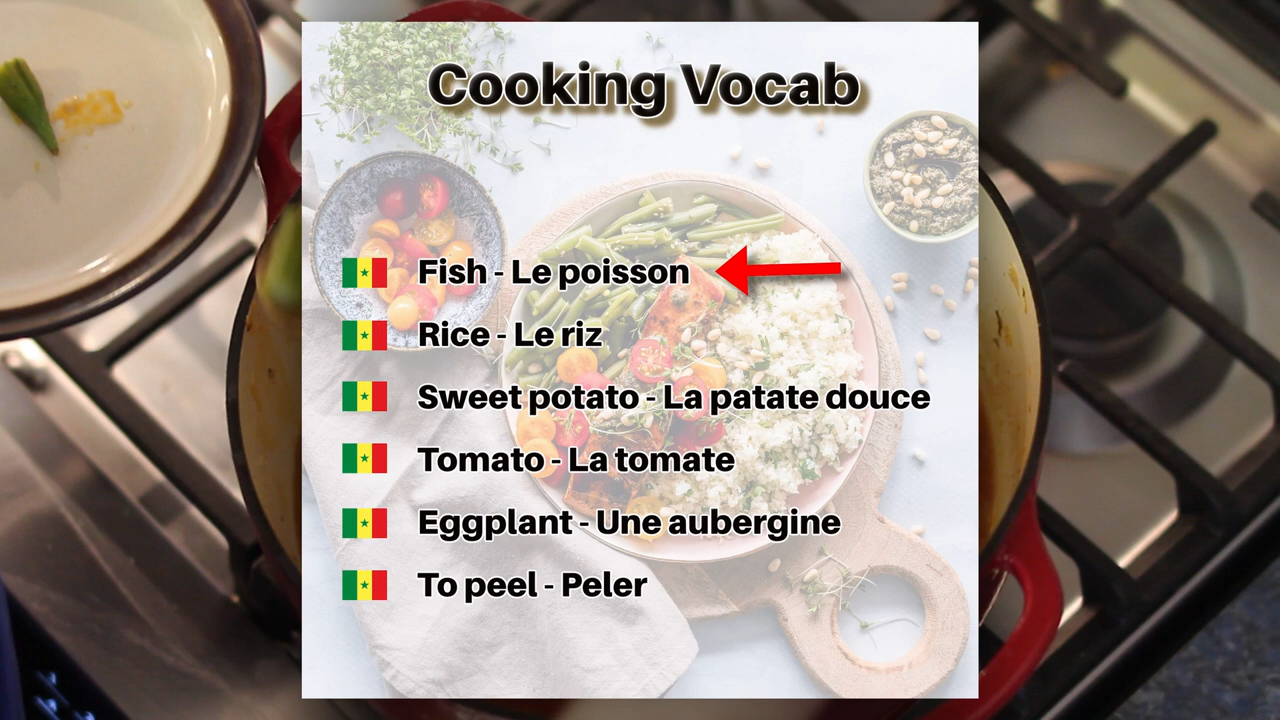 Cooking Vocab
Fish - Le poisson
Rice - Le riz
Sweet potato - La patate douce
Tomato - La tomate
Eggplant - Une aubergine
To peel - Peler